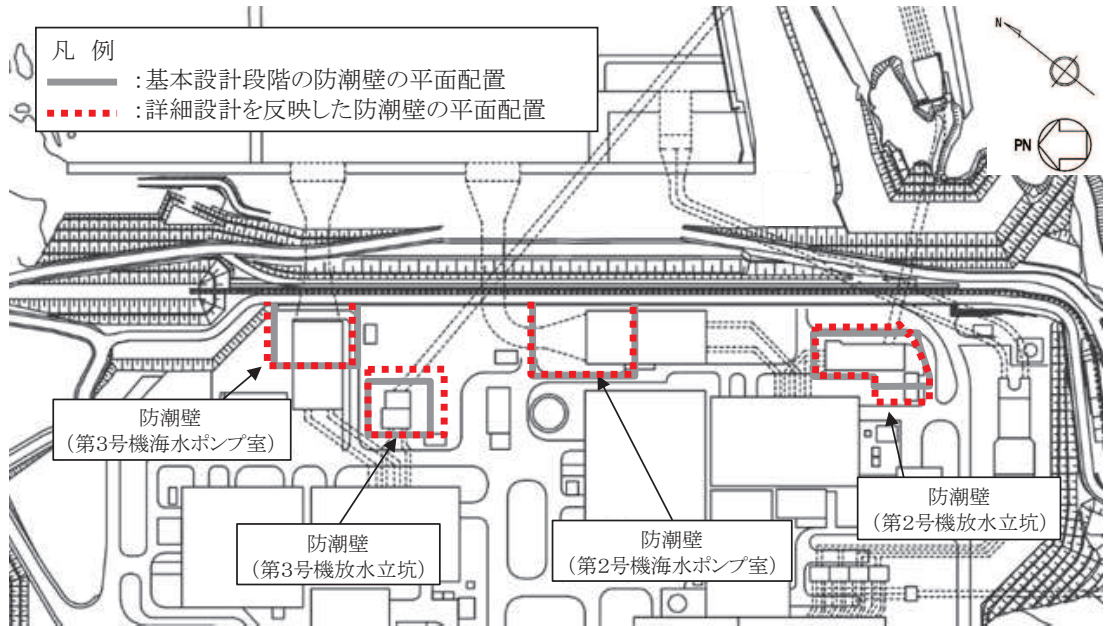 凡 例
：基本設計段階の防潮壁の平面配置
：詳細設計を反映した防潮壁の平面配置
N
PN
防潮壁
（第3号機海水ポンプ室）
防潮壁
（第3号機放水立坑）
防潮壁
（第2号機海水ポンプ室）
防潮壁
（第2号機放水立坑）